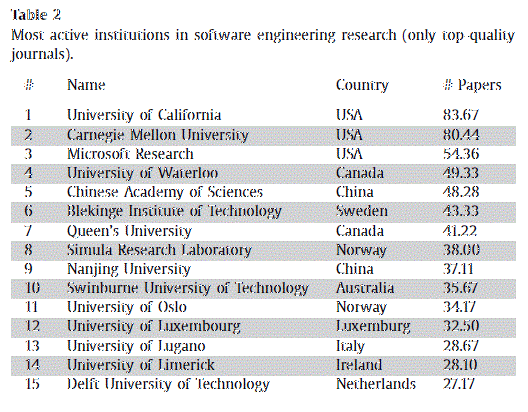 Table 2
Most active institutions in software engineering research (only top quality
journals).
# Name Country # Papers
1 University of California USA 83.67
2 Carnegie Mellon University USA 80.44
3 Microsoft Research USA 54.36
4 University of Waterloo Canada 49.33
5 Chinese Academy of Sciences China 48.28
6 Blekinge Institute of Technology Sweden 43.33
7 Queen's University Canada 41.22
8 Simula Research Laboratory Norway 38.00
9 Nanjing University China 37.11
10 Swinburne University of Technology Australia 35.67
11 University of Oslo Norway 34.17
12 University of Luxembourg Luxemburg 32.50
13 University of Lugano Italy 28.67
14 University of Limerick Ireland 28.10
15 Delft University of Technology Netherlands 27.17